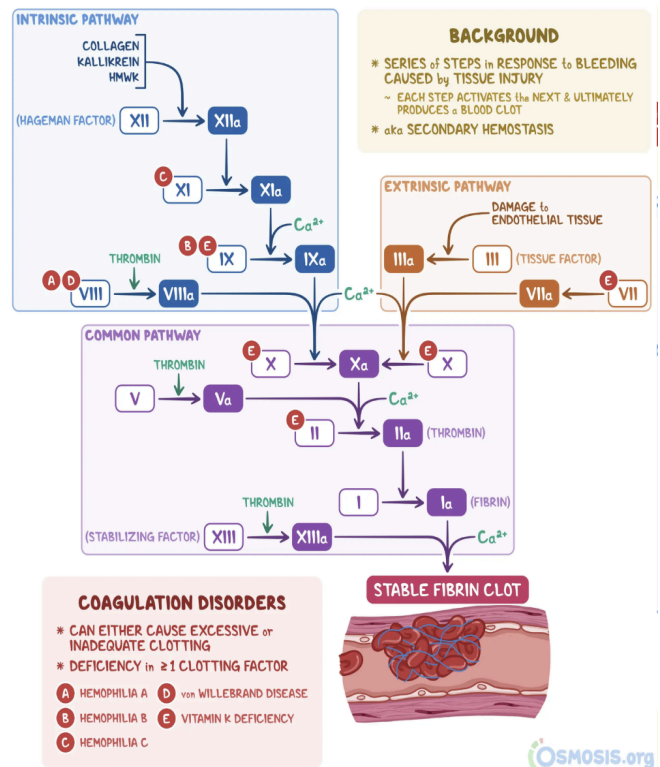 INTRINSIC PATHWAY
COLLAGEN
KALLIKREIN
HMWK
(HAGEMAN FACTOR) XII XIIa
C XI XIa
Ca²⁺
B E IX IXa
THROMBIN
A D VIII VIIIa
Ca²⁺
BACKGROUND
* SERIES of STEPS in RESPONSE to BLEEDING
CAUSED by TISSUE INJURY
~ EACH STEP ACTIVATES the NEXT & ULTIMATELY
PRODUCES a BLOOD CLOT
* aka SECONDARY HEMOSTASIS
EXTRINSIC PATHWAY
DAMAGE to
ENDOTHELIAL TISSUE
IIIa III (TISSUE FACTOR)
VIIa E VII
COMMON PATHWAY
E X Xa E X
THROMBIN
V Va Ca²⁺
E II IIa (THROMBIN)
I Ia (FIBRIN)
THROMBIN
(STABILIZING FACTOR) XIII XIIIa Ca²⁺
STABLE FIBRIN CLOT
COAGULATION DISORDERS
* CAN EITHER CAUSE EXCESSIVE or
INADEQUATE CLOTTING
* DEFICIENCY in ≥1 CLOTTING FACTOR
A HEMOPHILIA A D von WILLEBRAND DISEASE
B HEMOPHILIA B E VITAMIN K DEFICIENCY
C HEMOPHILIA C
OSMOSIS.org